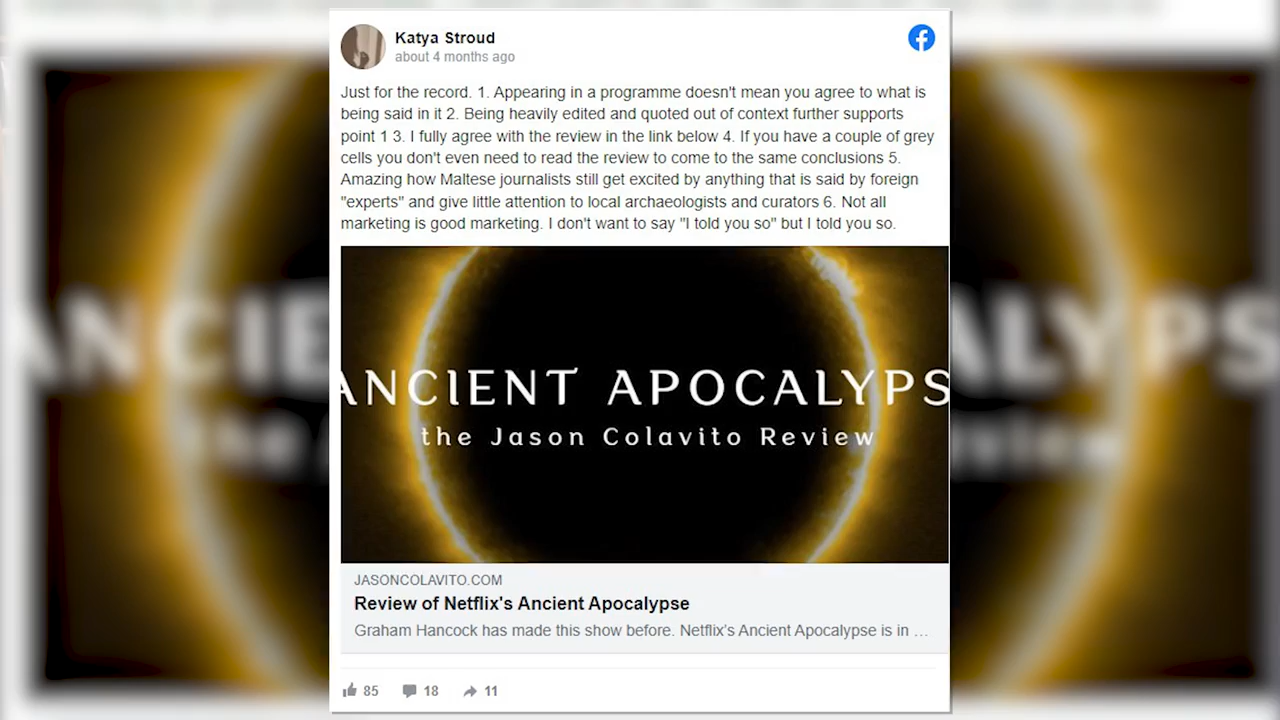 Katya Stroud
about 4 months ago
Just for the record. 1. Appearing in a programme doesn't mean you agree to what is
being said in it 2. Being heavily edited and quoted out of context further supports
point 1 3. I fully agree with the review in the link below 4. If you have a couple of grey
cells you don't even need to read the review to come to the same conclusions 5.
Amazing how Maltese journalists still get excited by anything that is said by foreign
"experts" and give little attention to local archaeologists and curators 6. Not all
marketing is good marketing. I don't want to say "I told you so" but I told you so.
ANCIENT APOCALYPS
the Jason Colavito Review
JASONCOLAVITO.COM
Review of Netflix's Ancient Apocalypse
Graham Hancock has made this show before. Netflix's Ancient Apocalypse is in …
85 18 11